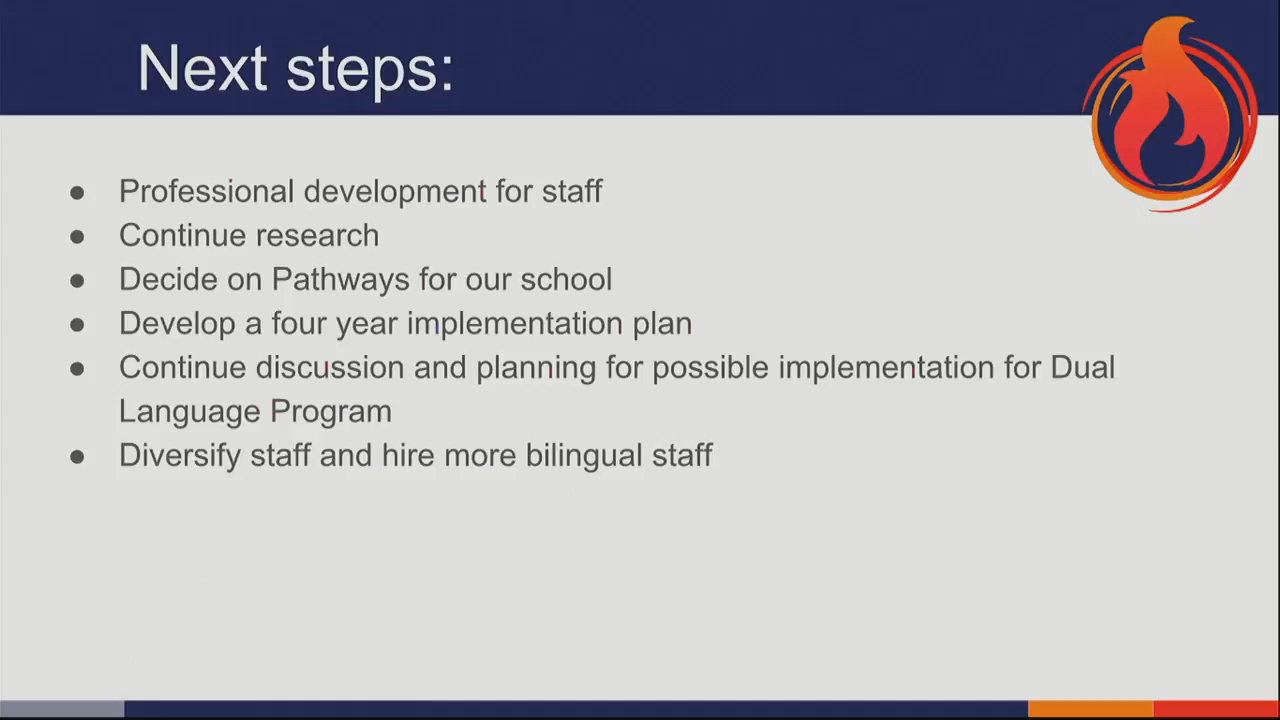 Next steps:
● Professional development for staff
● Continue research
● Decide on Pathways for our school
● Develop a four year implementation plan
● Continue discussion and planning for possible implementation for Dual
Language Program
● Diversify staff and hire more bilingual staff